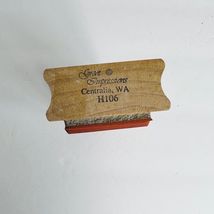 Great
Impressions
Centralia, WA
H106